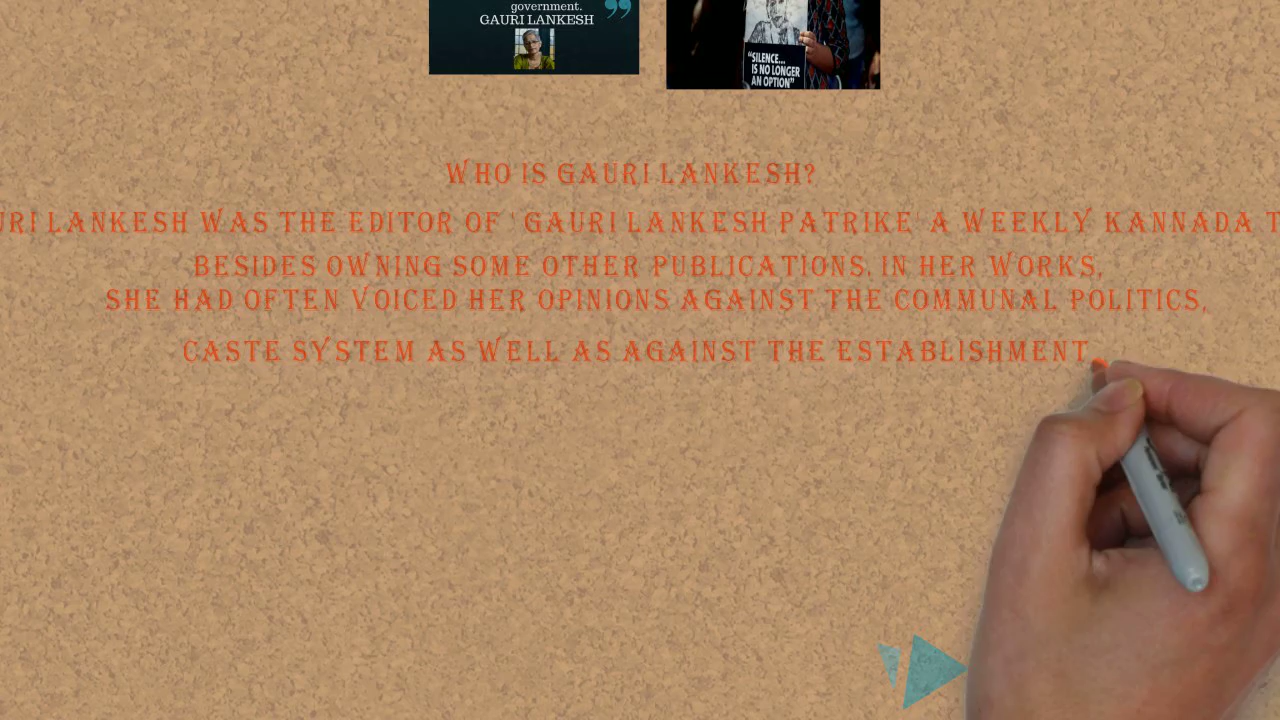 government.
GAURI LANKESH
"SILENCE...
IS NO LONGER
AN OPTION"
WHO IS GAURI LANKESH?
URI LANKESH WAS THE EDITOR OF ' GAURI LANKESH PATRIKE' A WEEKLY KANNADA T
BESIDES OWNING SOME OTHER PUBLICATIONS. IN HER WORKS,
SHE HAD OFTEN VOICED HER OPINIONS AGAINST THE COMMUNAL POLITICS,
CASTE SYSTEM AS WELL AS AGAINST THE ESTABLISHMENT